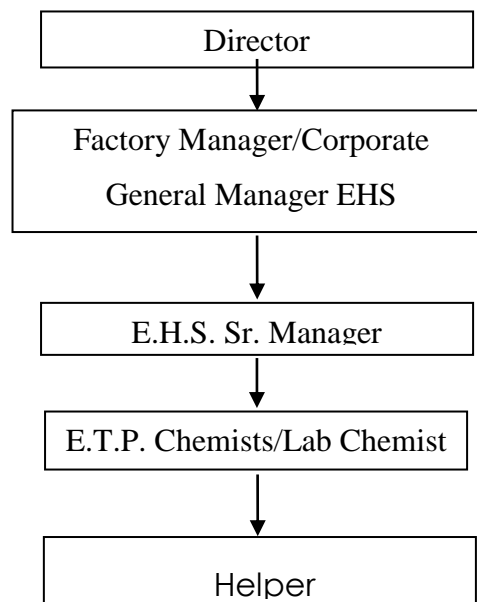 Director
Factory Manager/Corporate
General Manager EHS
E.H.S. Sr. Manager
E.T.P. Chemists/Lab Chemist
Helper